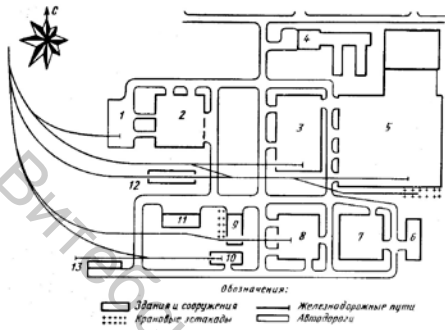 С
4
1
2
3
5
12
11
9
8
7
6
10
13
Обозначения:
Здания и сооружения
Железнодорожные пути
Крановые эстакады
Автодороги
Витеб